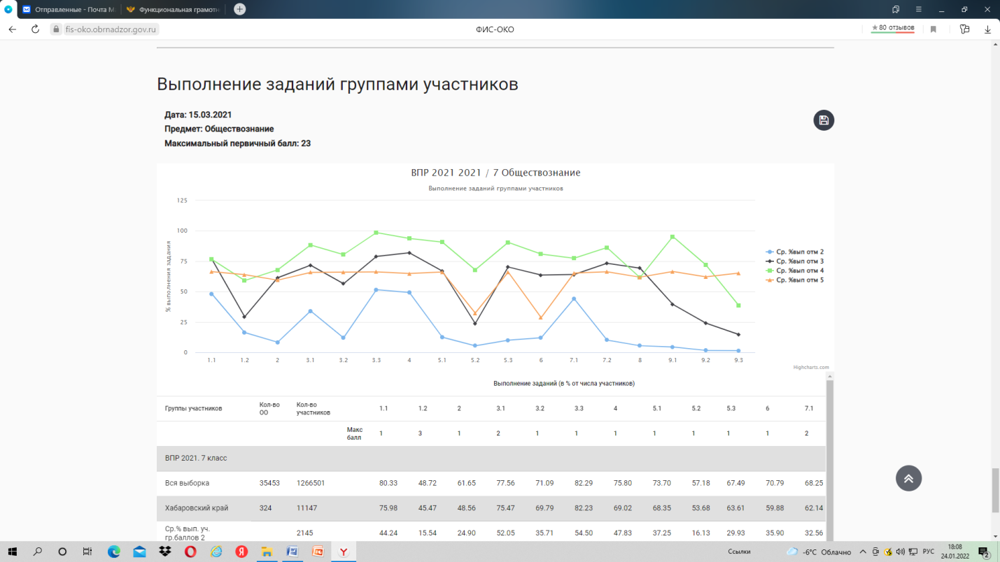 Отправленные - Почта М
Функциональная грамотн
fis-oko.obrnadzor.gov.ru
ФИС-ОКО
★ 80 отзывов
Выполнение заданий группами участников
Дата: 15.03.2021
Предмет: Обществознание
Максимальный первичный балл: 23
ВПР 2021 2021 / 7 Обществознание
Выполнение заданий группами участников
% выполнения задания
125
100
75
50
25
0
1.1 1.2 2 3.1 3.2 3.3 4 5.1 5.2 5.3 6 7.1 7.2 8 9.1 9.2 9.3
Ср. %вып отм 2
Ср. %вып отм 3
Ср. %вып отм 4
Ср. %вып отм 5
Highcharts.com
Выполнение заданий (в % от числа участников)
Группы участников Кол-во ОО Кол-во участников 1.1 1.2 2 3.1 3.2 3.3 4 5.1 5.2 5.3 6 7.1
Макс балл 1 3 1 2 1 1 1 1 1 1 1 2
ВПР 2021. 7 класс
Вся выборка 35453 1266501 80.33 48.72 61.65 77.56 71.09 82.29 75.80 73.70 57.18 67.49 70.79 68.25
Хабаровский край 324 11147 75.98 45.47 48.56 75.47 69.79 82.23 69.02 68.35 53.68 63.61 59.88 62.14
Ср.% вып. уч. гр.баллов 2 2145 44.24 15.54 24.90 52.05 35.71 54.50 47.83 37.25 16.13 29.93 35.90 32.56
Ссылки
-6°C Облачно
РУС
18:08
24.01.2022
2